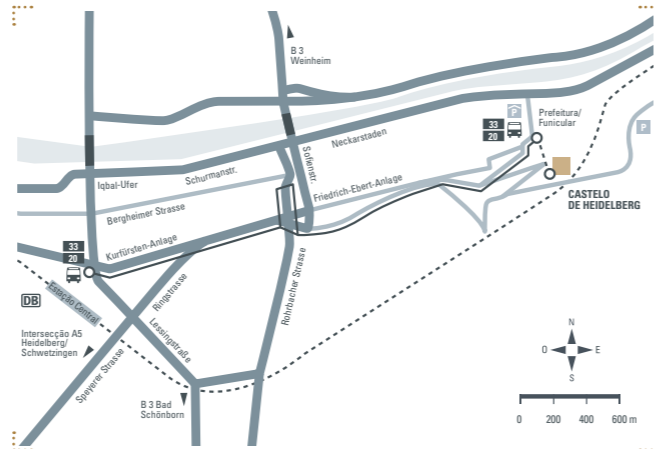 B 3
Weinheim
P
33
20
Prefeitura/
Funicular
P
Neckarstaden
Sofienstr.
Schurmanstr.
Iqbal-Ufer
Bergheimer Strasse
Friedrich-Ebert-Anlage
CASTELO
DE HEIDELBERG
33
20
Kurfürsten-Anlage
DB
Estação Central
Ringstrasse
Rohrbacher Strasse
Lessingstraße
Intersecção A5
Heidelberg/
Schwetzingen
Speyerer Strasse
B 3 Bad
Schönborn
N
O
E
S
0 200 400 600 m